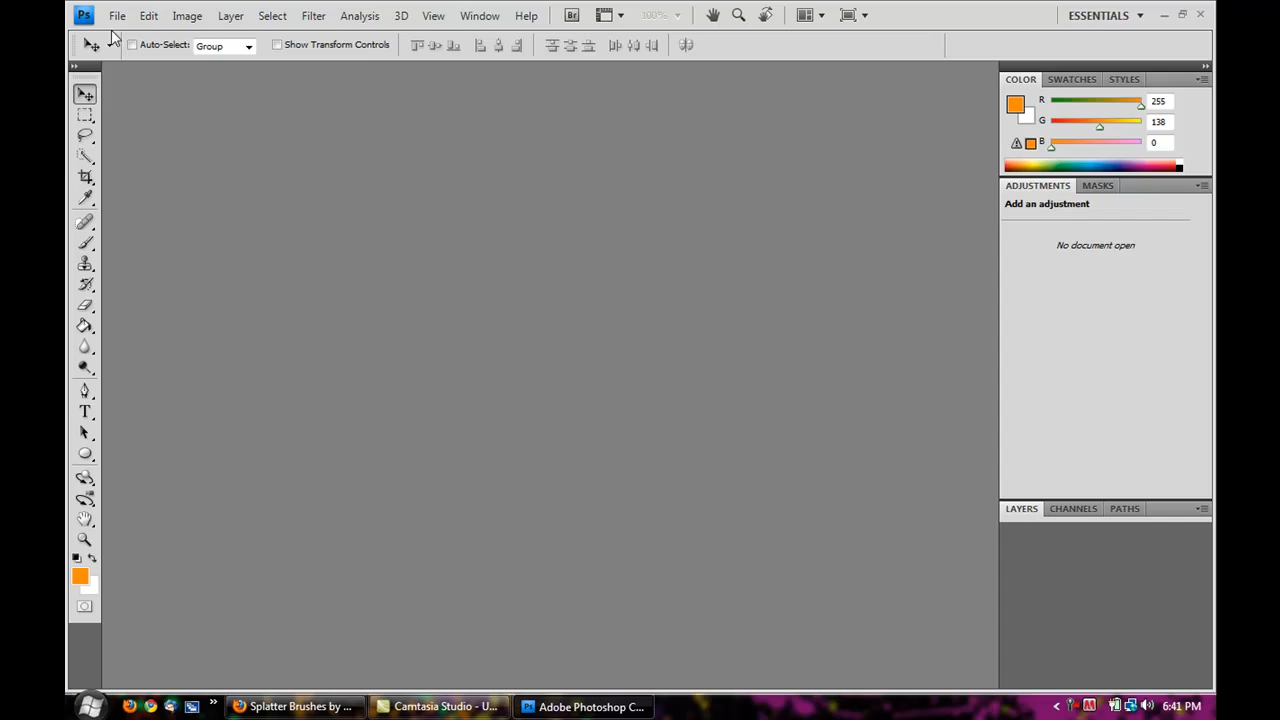 Ps File Edit Image Layer Select Filter Analysis 3D View Window Help Br 100% ESSENTIALS
Auto-Select: Group Show Transform Controls
COLOR SWATCHES STYLES
R 255
G 138
B 0
ADJUSTMENTS MASKS
Add an adjustment
No document open
T
LAYERS CHANNELS PATHS
Splatter Brushes by ... Camtasia Studio - U... Ps Adobe Photoshop C... 6:41 PM